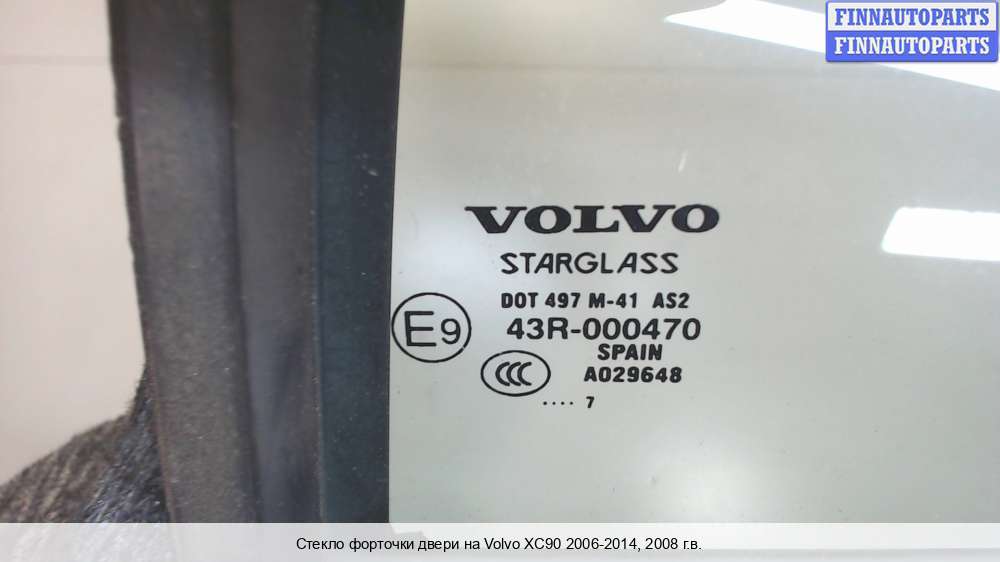 FINNAUTOPARTS
FINNAUTOPARTS
VOLVO
STARGLASS
DOT 497 M-41 AS2
E9 43R-000470
SPAIN
CCC A029648
.... 7
Стекло форточки двери на Volvo XC90 2006-2014, 2008 г.в.